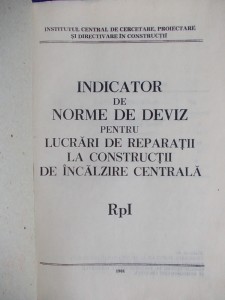 INSTITUTUL CENTRAL DE CERCETARE, PROIECTARE
ȘI DIRECTIVARE ÎN CONSTRUCȚII
INDICATOR
DE
NORME DE DEVIZ
PENTRU
LUCRĂRI DE REPARAȚII
LA CONSTRUCȚII
DE ÎNCĂLZIRE CENTRALĂ
RpI